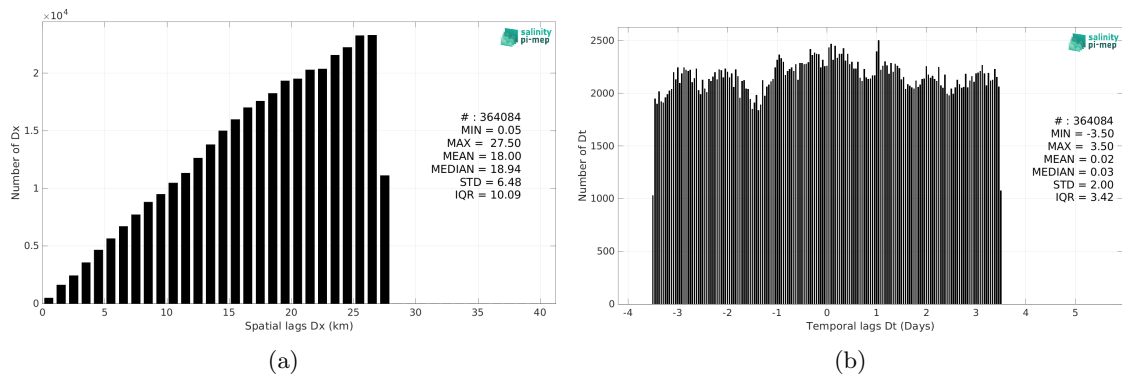 ×10⁴
salinity
pi-mep
2
1.5
1
0.5
0
Number of Dx
# : 364084
MIN = 0.05
MAX = 27.50
MEAN = 18.00
MEDIAN = 18.94
STD = 6.48
IQR = 10.09
0 5 10 15 20 25 30 35 40
Spatial lags Dx (km)
(a)
salinity
pi-mep
2500
2000
1500
1000
500
0
Number of Dt
# : 364084
MIN = -3.50
MAX = 3.50
MEAN = 0.02
MEDIAN = 0.03
STD = 2.00
IQR = 3.42
-4 -3 -2 -1 0 1 2 3 4 5
Temporal lags Dt (Days)
(b)